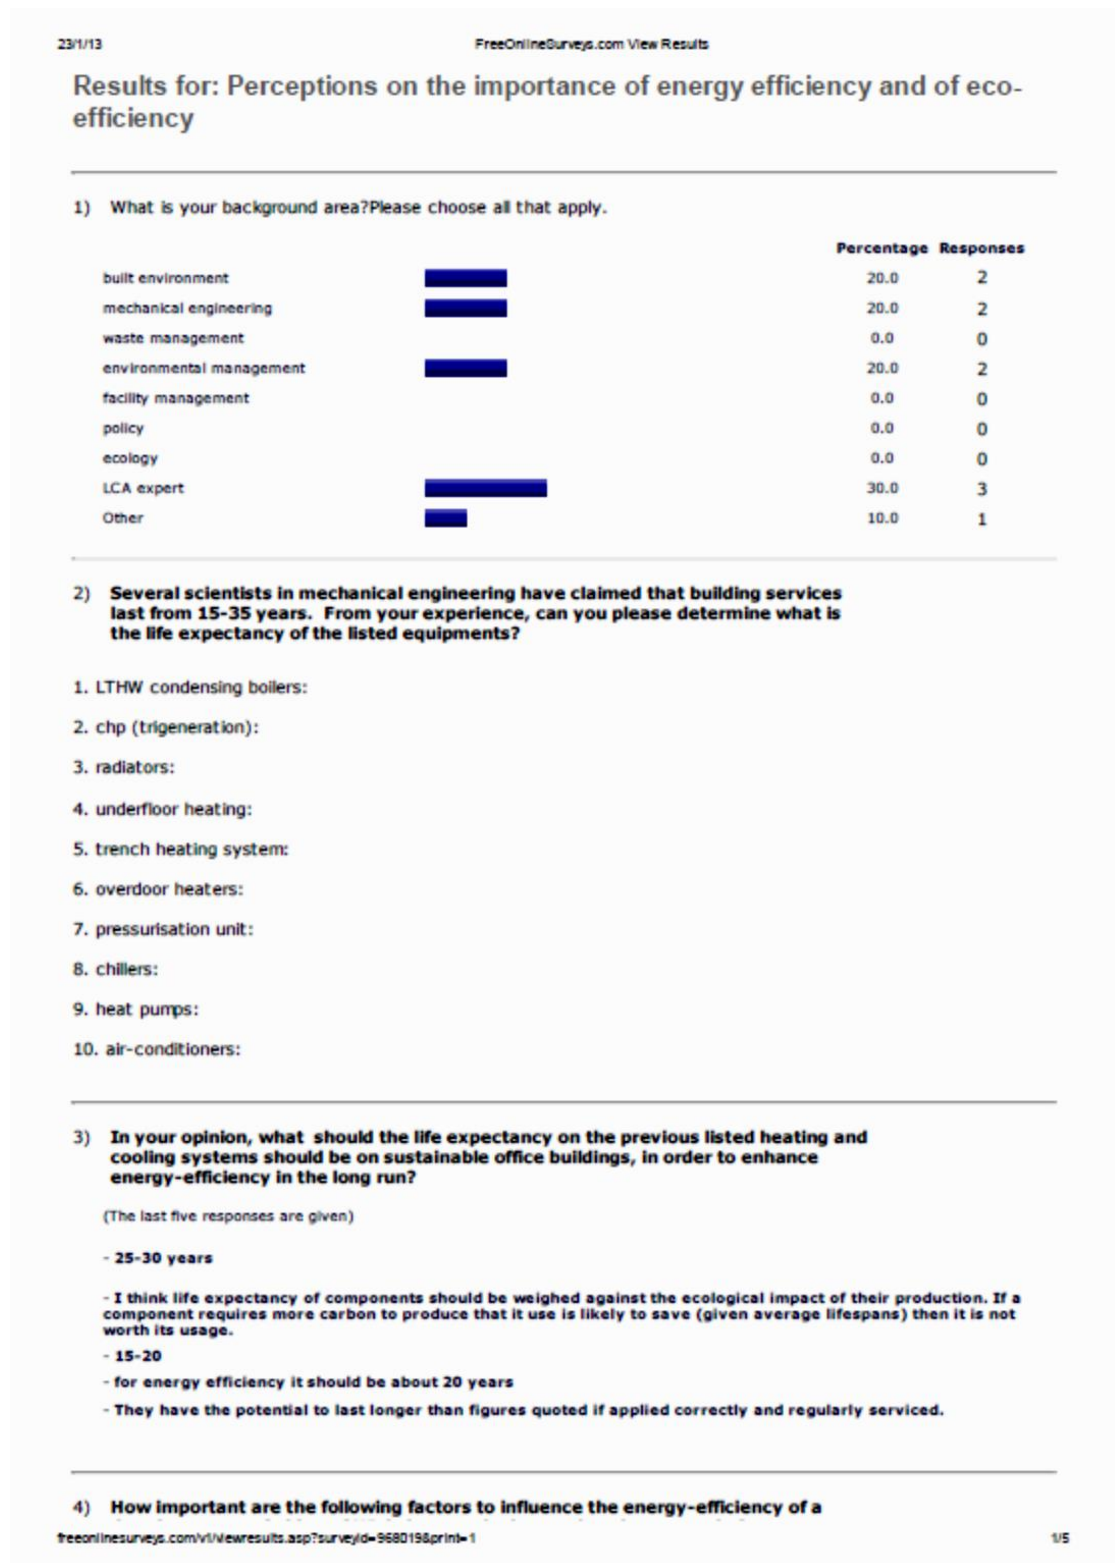 23/1/13 FreeOnlineSurveys.com View Results
Results for: Perceptions on the importance of energy efficiency and of eco-
efficiency
1) What is your background area?Please choose all that apply.
Percentage Responses
built environment 20.0 2
mechanical engineering 20.0 2
waste management 0.0 0
environmental management 20.0 2
facility management 0.0 0
policy 0.0 0
ecology 0.0 0
LCA expert 30.0 3
Other 10.0 1
2) Several scientists in mechanical engineering have claimed that building services
last from 15-35 years. From your experience, can you please determine what is
the life expectancy of the listed equipments?
1. LTHW condensing boilers:
2. chp (trigeneration):
3. radiators:
4. underfloor heating:
5. trench heating system:
6. overdoor heaters:
7. pressurisation unit:
8. chillers:
9. heat pumps:
10. air-conditioners:
3) In your opinion, what should the life expectancy on the previous listed heating and
cooling systems should be on sustainable office buildings, in order to enhance
energy-efficiency in the long run?
(The last five responses are given)
- 25-30 years
- I think life expectancy of components should be weighed against the ecological impact of their production. If a
component requires more carbon to produce that it use is likely to save (given average lifespans) then it is not
worth its usage.
- 15-20
- for energy efficiency it should be about 20 years
- They have the potential to last longer than figures quoted if applied correctly and regularly serviced.
4) How important are the following factors to influence the energy-efficiency of a
freeonlinesurveys.com/v1/viewresults.asp?surveyid=968019&print=1 1/5